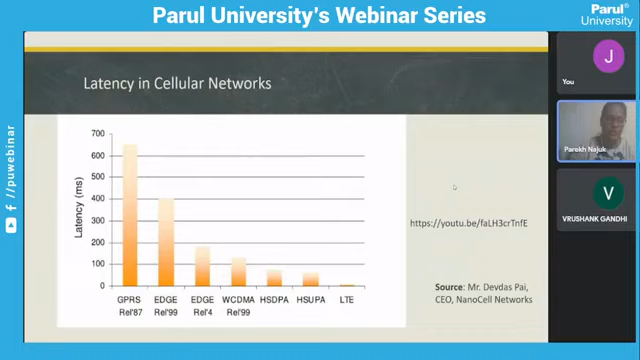 Parul University's Webinar Series
Parul®
University
Latency in Cellular Networks
J
You
Parekh Najuk
V
VRUSHANK GANDHI
//puwebinar
Latency (ms)
700
600
500
400
300
200
100
0
GPRS EDGE EDGE WCDMA HSDPA HSUPA LTE
Rel'87 Rel'99 Rel'4 Rel'99
https://youtu.be/faLH3crTnfE
Source: Mr. Devdas Pai,
CEO, NanoCell Networks